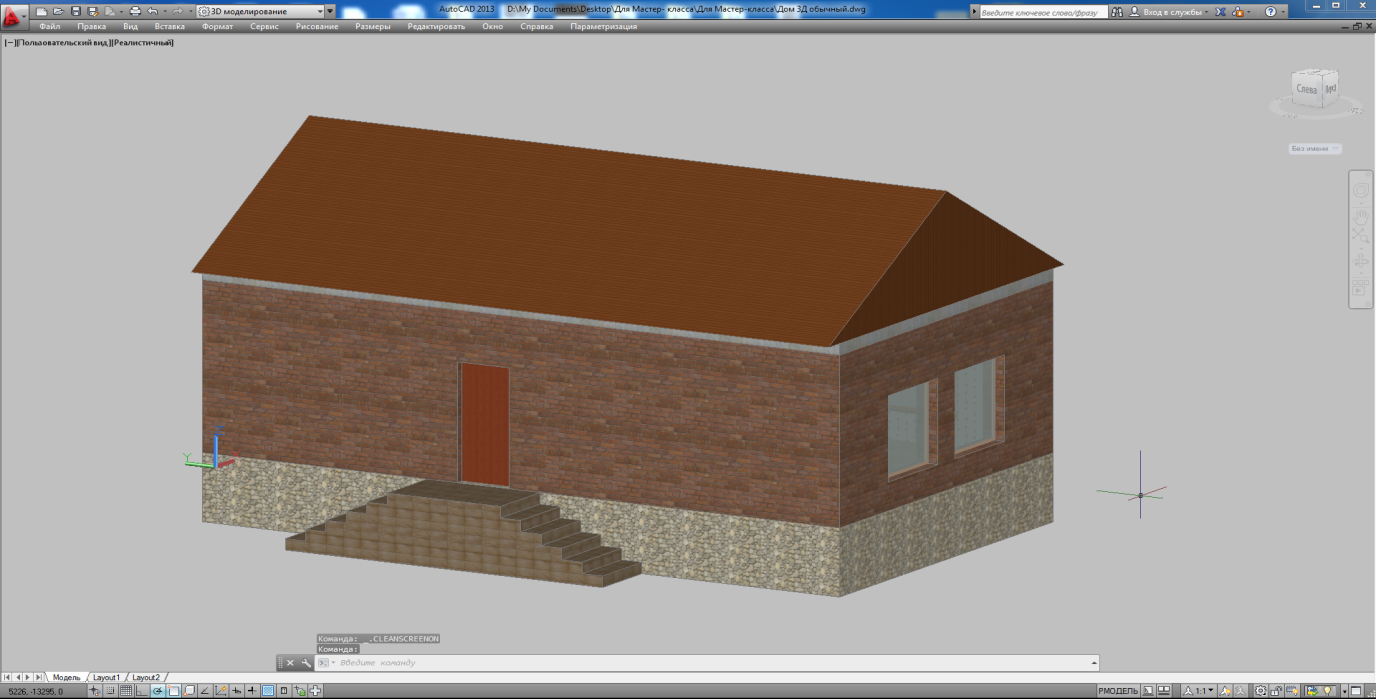 3D моделирование
AutoCAD 2013 D:\My Documents\Desktop\Для Мастер- класса\Для Мастер-класса\Дом 3Д обычный.dwg
Введите ключевое слово/фразу
Вход в службы
Файл Правка Вид Вставка Формат Сервис Рисование Размеры Редактировать Окно Справка Параметризация
[−][Пользовательский вид][Реалистичный]
Слева
Без имени
Y
Команда: _.CLEANSCREENON
Команда:
Введите команду
Модель Layout1 Layout2
5226, -13295, 0
РМОДЕЛЬ
1:1